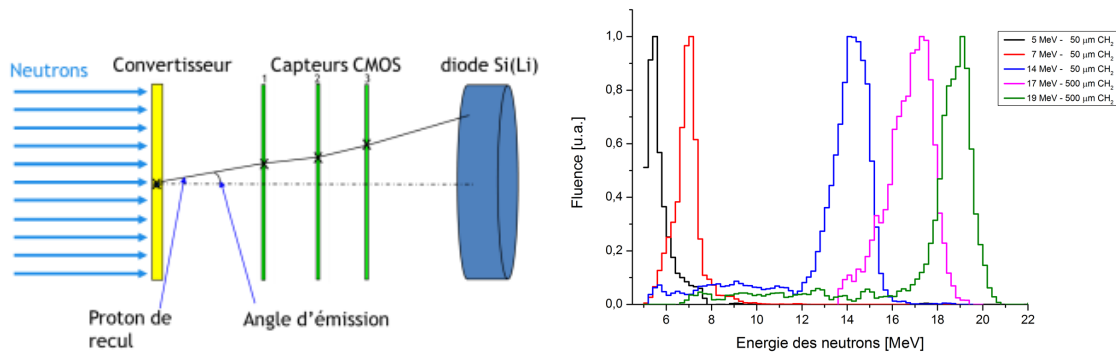 Convertisseur
Capteurs CMOS
diode Si(Li)
Neutrons
1
2
3
Proton de
recul
Angle d'émission
Fluence [u.a.]
1,0
0,8
0,6
0,4
0,2
0,0
6
8
10
12
14
16
18
20
22
Energie des neutrons [MeV]
5 MeV - 50 µm CH2
7 MeV - 50 µm CH2
14 MeV - 50 µm CH2
17 MeV - 500 µm CH2
19 MeV - 500 µm CH2